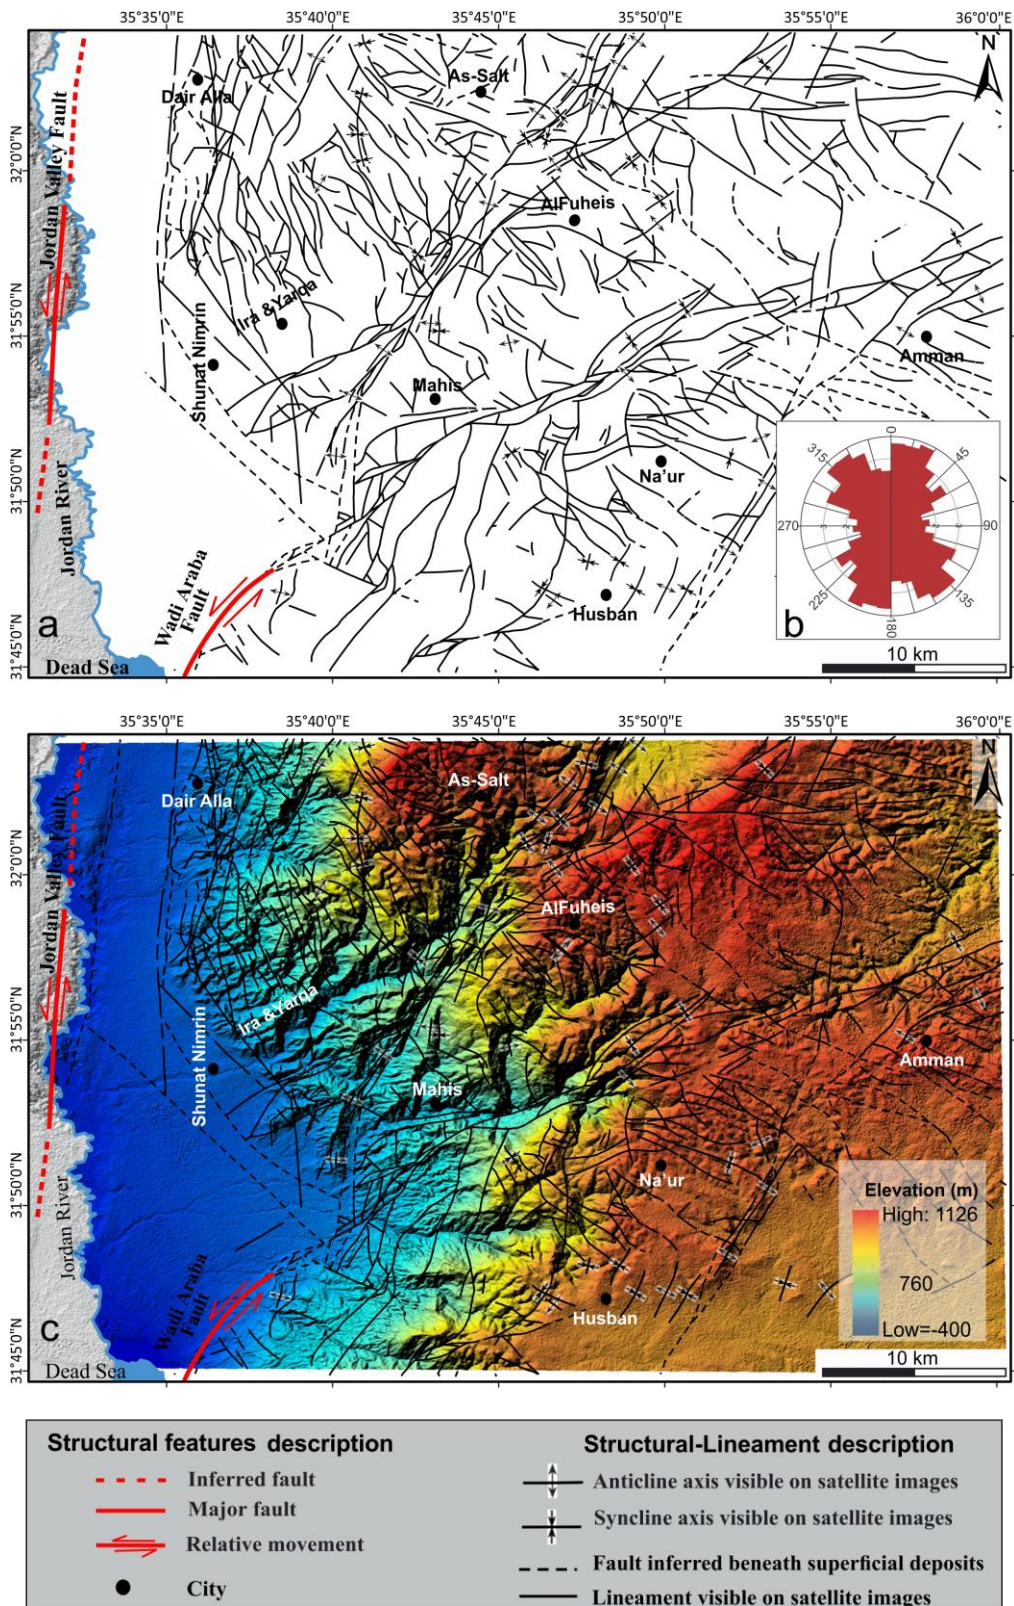 35°35'0"E 35°40'0"E 35°45'0"E 35°50'0"E 35°55'0"E 36°0'0"E
N
As-Salt
Dair Alla
32°0'0"N
Jordan Valley Fault
AlFuheis
Ira &Yarqa
31°55'0"N
Shunat Nimrin
Amman
Mahis
0
315 45
31°50'0"N
Na'ur
270 90
Jordan River
Wadi Araba
Fault
225 135
180
Husban
a
b
31°45'0"N
Dead Sea
10 km
35°35'0"E 35°40'0"E 35°45'0"E 35°50'0"E 35°55'0"E 36°0'0"E
N
As-Salt
Dair Alla
32°0'0"N
Jordan Valley Fault
AlFuheis
Ira &Yarqa
31°55'0"N
Shunat Nimrin
Amman
Mahis
31°50'0"N
Na'ur
Jordan River
Elevation (m)
High: 1126
760
Low=-400
Wadi Araba
Fault
Husban
c
31°45'0"N
Dead Sea
10 km
Structural features description
Inferred fault
Major fault
Relative movement
City
Structural-Lineament description
Anticline axis visible on satellite images
Syncline axis visible on satellite images
Fault inferred beneath superficial deposits
Lineament visible on satellite images